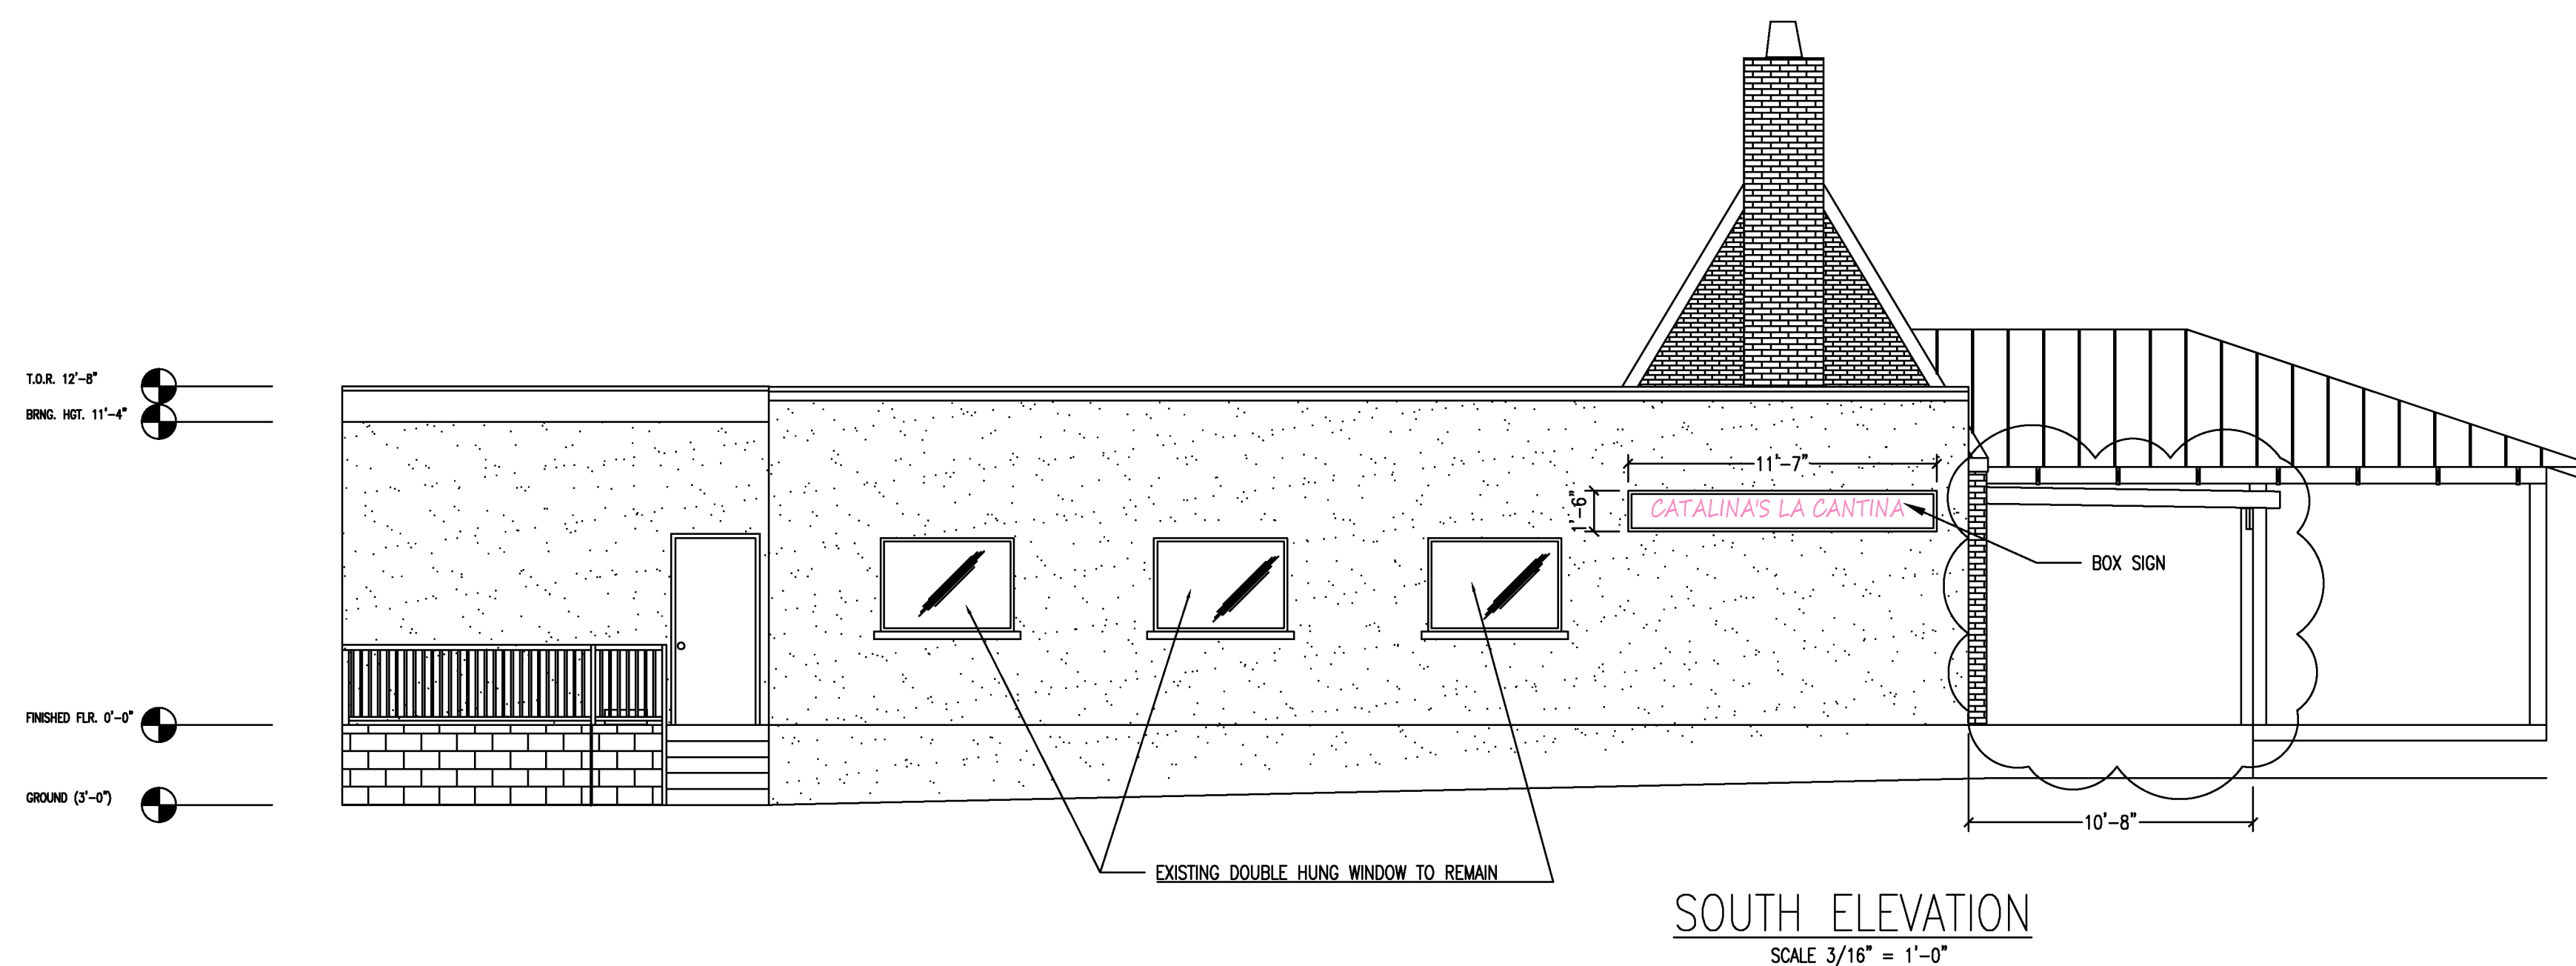 T.O.R. 12'-8"
BRNG. HGT. 11'-4"
11'-7"
1'-6"
CATALINA'S LA CANTINA
BOX SIGN
FINISHED FLR. 0'-0"
GROUND (3'-0")
10'-8"
EXISTING DOUBLE HUNG WINDOW TO REMAIN
SOUTH ELEVATION
SCALE 3/16" = 1'-0"